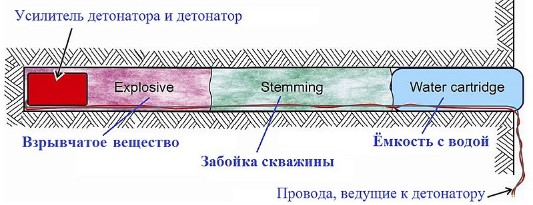 Усилитель детонатора и детонатор
Explosive
Stemming
Water cartridge
Взрывчатое вещество
Забойка скважины
Ёмкость с водой
Провода, ведущие к детонатору